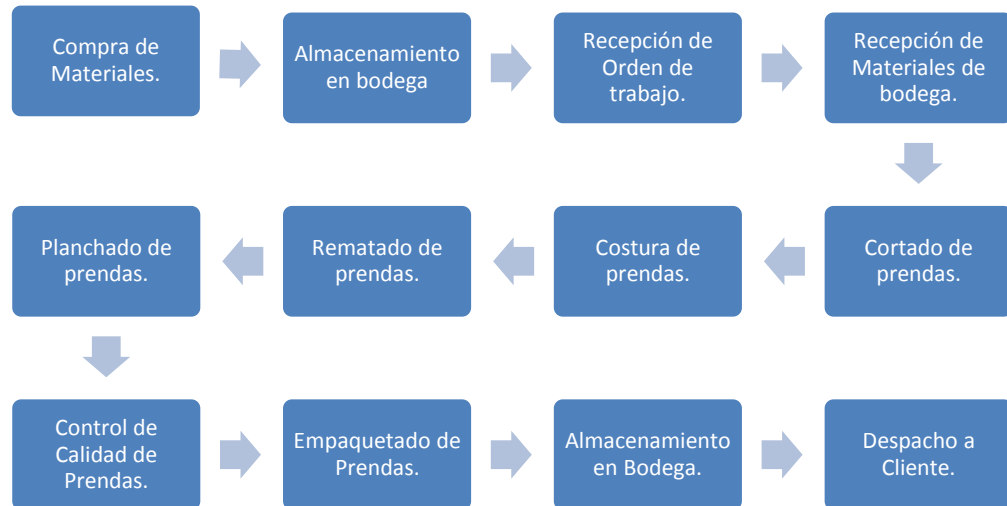 Compra de
Materiales.
Almacenamiento
en bodega
Recepción de
Orden de
trabajo.
Recepción de
Materiales de
bodega.
Cortado de
prendas.
Costura de
prendas.
Rematado de
prendas.
Planchado de
prendas.
Control de
Calidad de
Prendas.
Empaquetado de
Prendas.
Almacenamiento
en Bodega.
Despacho a
Cliente.